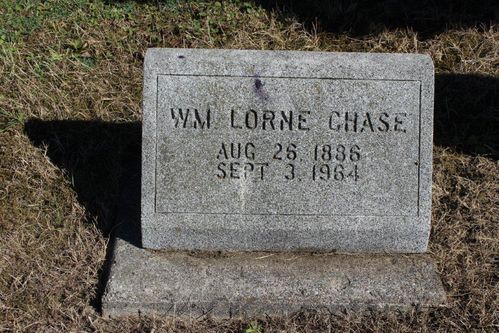 WM LORNE CHASE
AUG 26 1886
SEPT 3, 1964